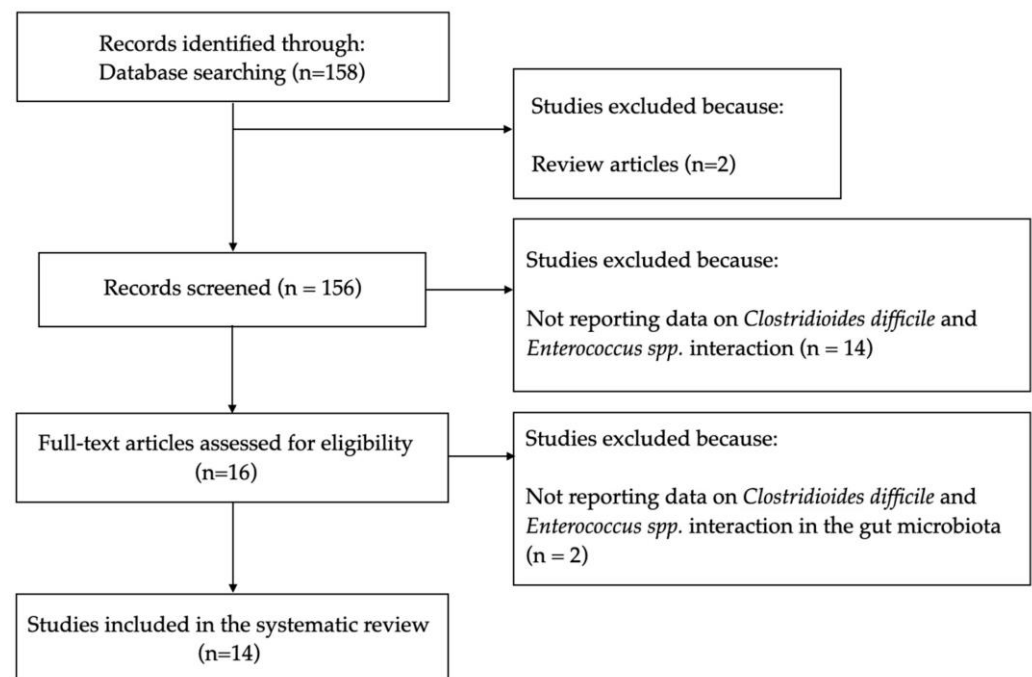 Records identified through:
Database searching (n=158)
Studies excluded because:
Review articles (n=2)
Records screened (n = 156)
Studies excluded because:
Not reporting data on Clostridioides difficile and
Enterococcus spp. interaction (n = 14)
Full-text articles assessed for eligibility
(n=16)
Studies excluded because:
Not reporting data on Clostridioides difficile and
Enterococcus spp. interaction in the gut microbiota
(n = 2)
Studies included in the systematic review
(n=14)